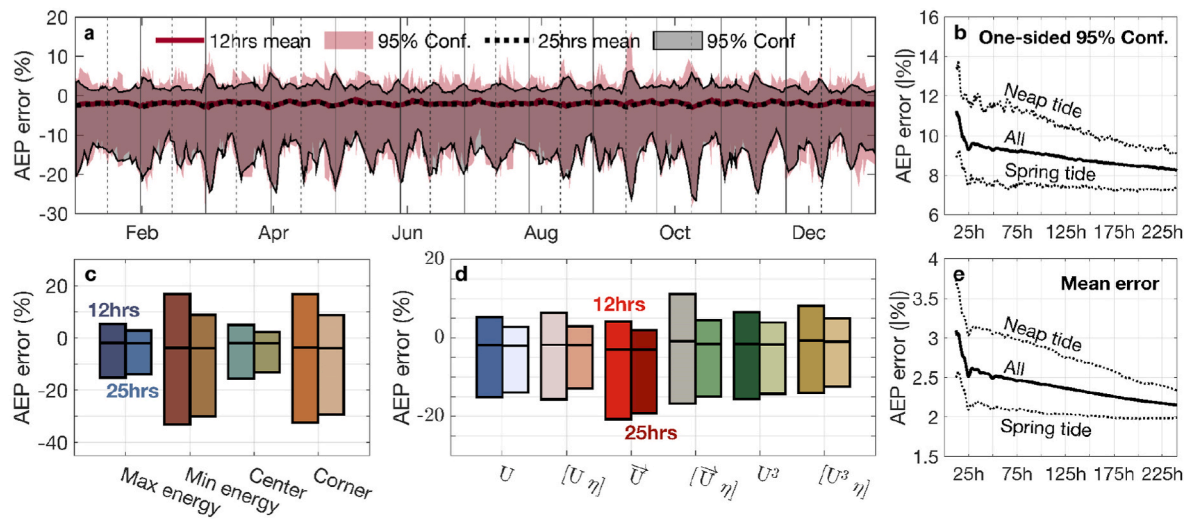 a
12hrs mean
95% Conf.
25hrs mean
95% Conf
AEP error (%)
20
10
0
-10
-20
-30
Feb
Apr
Jun
Aug
Oct
Dec
b
One-sided 95% Conf.
AEP error (|%|)
16
14
12
10
8
6
Neap tide
All
Spring tide
25h
75h
125h
175h
225h
c
AEP error (%)
20
0
-20
-40
12hrs
25hrs
Max energy
Min energy
Center
Corner
d
AEP error (%)
20
0
-20
12hrs
25hrs
U
[U η]
U⃗
[U⃗ η]
U³
[U³ η]
e
Mean error
AEP error (|%|)
4
3.5
3
2.5
2
1.5
Neap tide
All
Spring tide
25h
75h
125h
175h
225h